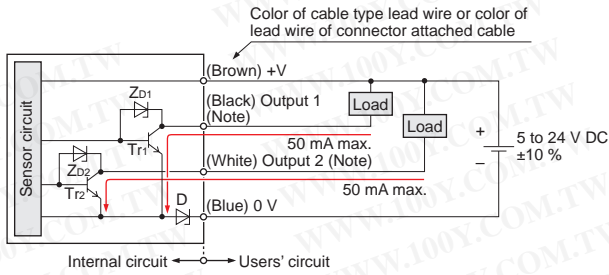 Color of cable type lead wire or color of
lead wire of connector attached cable
(Brown) +V
ZD1
(Black) Output 1
(Note)
Load
Load
Sensor circuit
Tr1
50 mA max.
+
5 to 24 V DC
±10 %
−
ZD2
(White) Output 2 (Note)
Tr2
50 mA max.
D
(Blue) 0 V
Internal circuit
Users' circuit
WWW.100Y.COM.TW